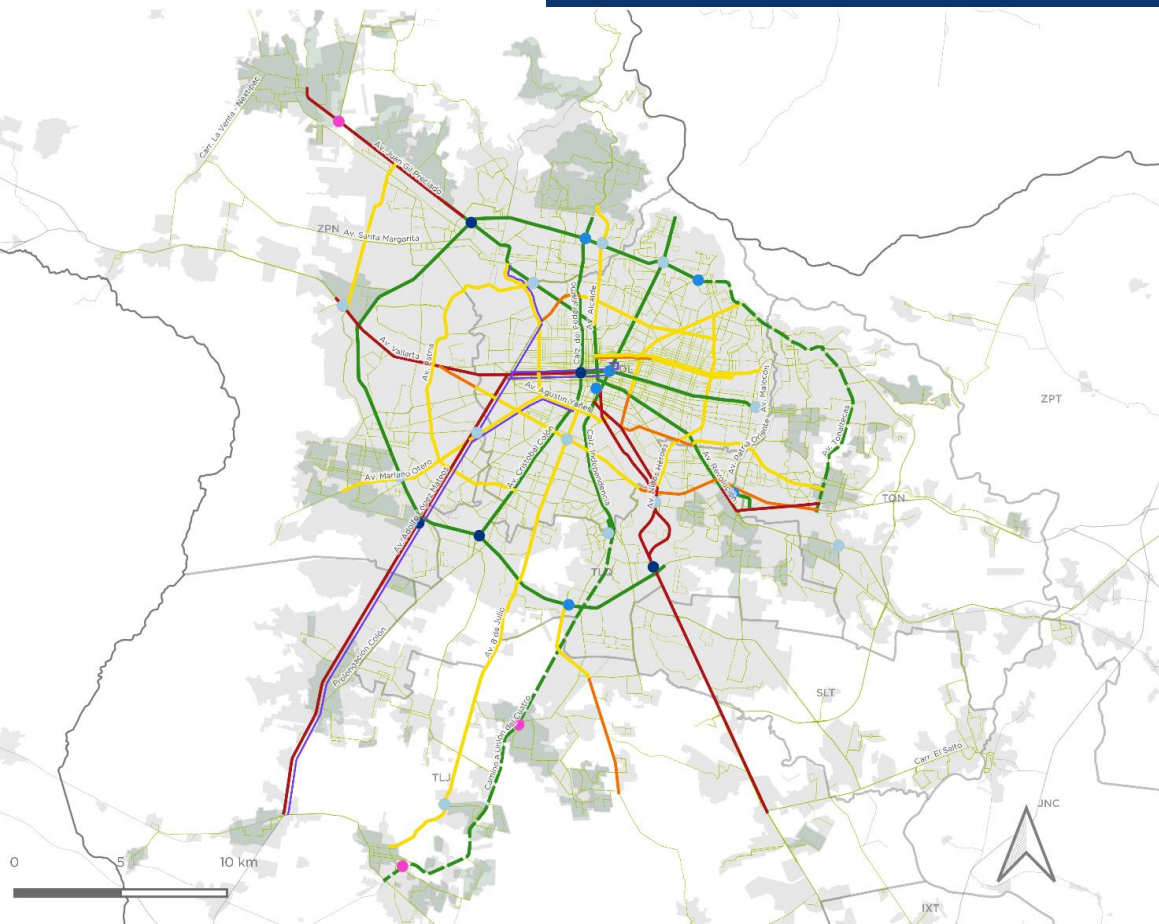 Carr. La Venta - Nextipac
Av. Juan Gil Preciado
ZPN
Av. Santa Margarita
Calz. del Federalismo
Av. Alcalde
Av. Vallarta
Av. Patria
Av. Agustín Yáñez
Av. Malecón
ZPT
Av. Tonaltecas
Av. Patria Oriente
Av. Cristobal Colón
Calz. Independencia
Av. Niños Héroes
Av. Revolución
Av. Mariano Otero
TON
Av. Adolfo López Mateos
TLQ
Av. 8 de Julio
Prolongación Colón
SLT
Camino a Unión del Cuatro
Carr. El Salto
TLJ
JNC
0 5 10 km
IXT